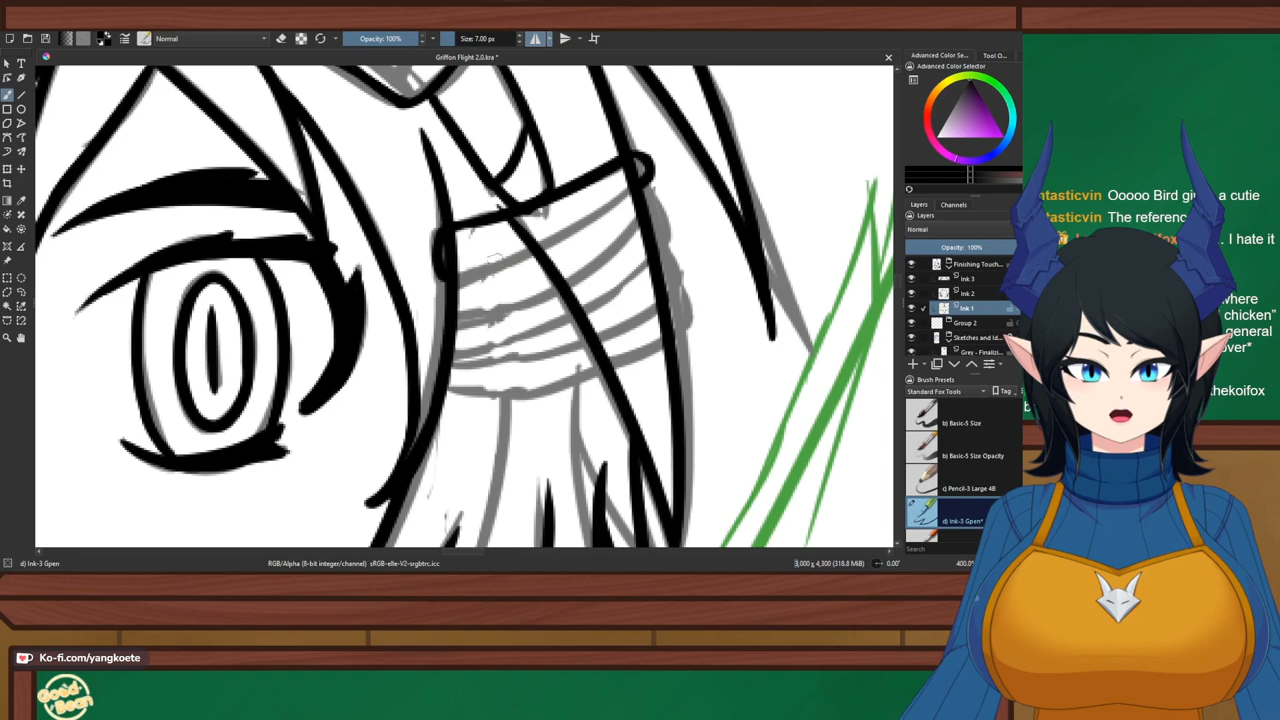 Normal
Opacity: 100%
Size: 7.00 px
Griffon Flight 2.0.kra *
Advanced Color Se...
Tool O...
Advanced Color Selector
Layers
Channels
Layers
Normal
Opacity: 100%
Finishing Touch...
Ink 3
Ink 2
Ink 1
Group 2
Sketches and Id...
Grey - Finalizi...
Brush Presets
Standard Fox Tools
Tag
b) Basic-5 Size
b) Basic-5 Size Opacity
c) Pencil-3 Large 4B
d) Ink-3 Gpen*
Search
d) Ink-3 Gpen
RGB/Alpha (8-bit integer/channel) sRGB-elle-V2-srgbtrc.icc
3,000 x 4,300 (318.8 MiB)
0.00°
400.0
ntasticvin Ooooo Bird gi a cutie
ntasticvin The referenc
I hate it
where
chicken"
general
over*
thekoifox
Ko-fi.com/yangkoete
Good
Bean